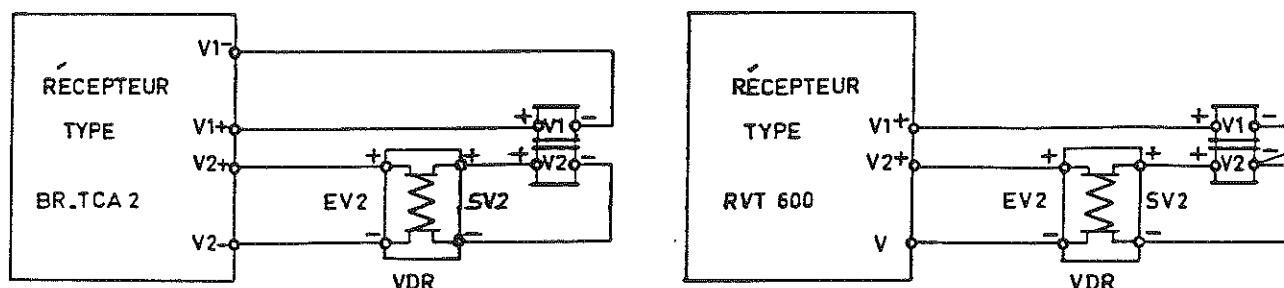 V1-
RÉCEPTEUR
TYPE
BR_TCA 2
V1+
V2+
V2-
+ V1 -
+ V2 -
+ +
EV2 SV2
- -
VDR
RÉCEPTEUR
TYPE
RVT 600
V1+
V2+
V
+ V1 -
+ V2 -
+ +
EV2 SV2
- -
VDR